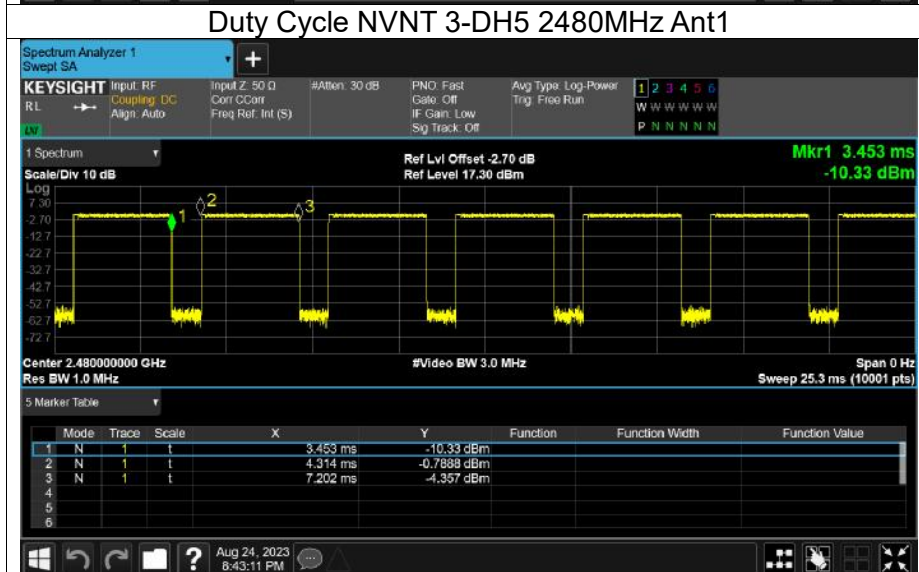 Duty Cycle NVNT 3-DH5 2480MHz Ant1
Spectrum Analyzer 1
Swept SA
+
KEYSIGHT Input: RF Input Z: 50 Ω #Atten: 30 dB PNO: Fast Avg Type: Log-Power 1 2 3 4 5 6
RL Coupling: DC Corr CCorr Gate: Off Trig: Free Run W W W W W W
Align: Auto Freq Ref: Int (S) IF Gain: Low
Sig Track: Off P N N N N N
1 Spectrum Ref Lvl Offset -2.70 dB Mkr1 3.453 ms
Scale/Div 10 dB Ref Level 17.30 dBm -10.33 dBm
Log
7.30
-2.70
-12.7
-22.7
-32.7
-42.7
-52.7
-62.7
-72.7
1 2 3
Center 2.480000000 GHz #Video BW 3.0 MHz Span 0 Hz
Res BW 1.0 MHz Sweep 25.3 ms (10001 pts)
5 Marker Table
Mode Trace Scale X Y Function Function Width Function Value
1 N 1 t 3.453 ms -10.33 dBm
2 N 1 t 4.314 ms -0.7888 dBm
3 N 1 t 7.202 ms -4.357 dBm
4
5
6
? Aug 24, 2023
8:43:11 PM